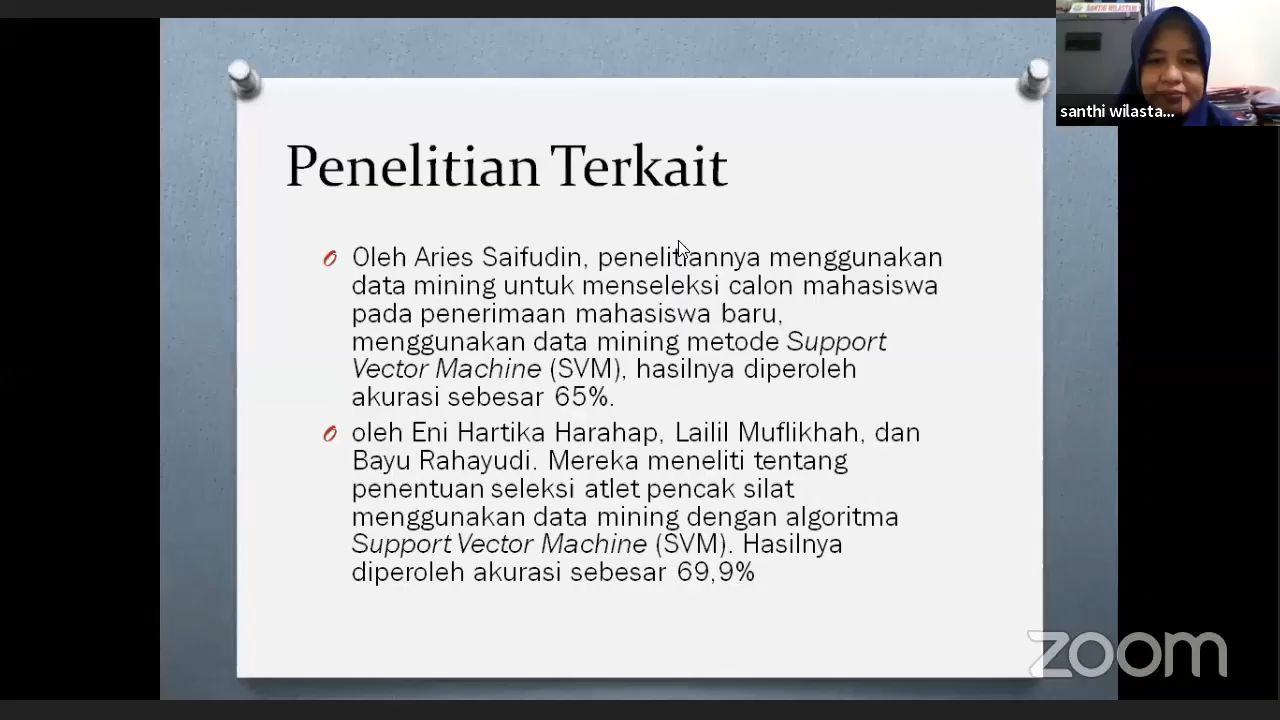 SANTHI WILASTA
santhi wilasta...
Penelitian Terkait
Oleh Aries Saifudin, penelitiannya menggunakan
data mining untuk menseleksi calon mahasiswa
pada penerimaan mahasiswa baru,
menggunakan data mining metode Support
Vector Machine (SVM), hasilnya diperoleh
akurasi sebesar 65%.
oleh Eni Hartika Harahap, Lailil Muflikhah, dan
Bayu Rahayudi. Mereka meneliti tentang
penentuan seleksi atlet pencak silat
menggunakan data mining dengan algoritma
Support Vector Machine (SVM). Hasilnya
diperoleh akurasi sebesar 69,9%
zoom